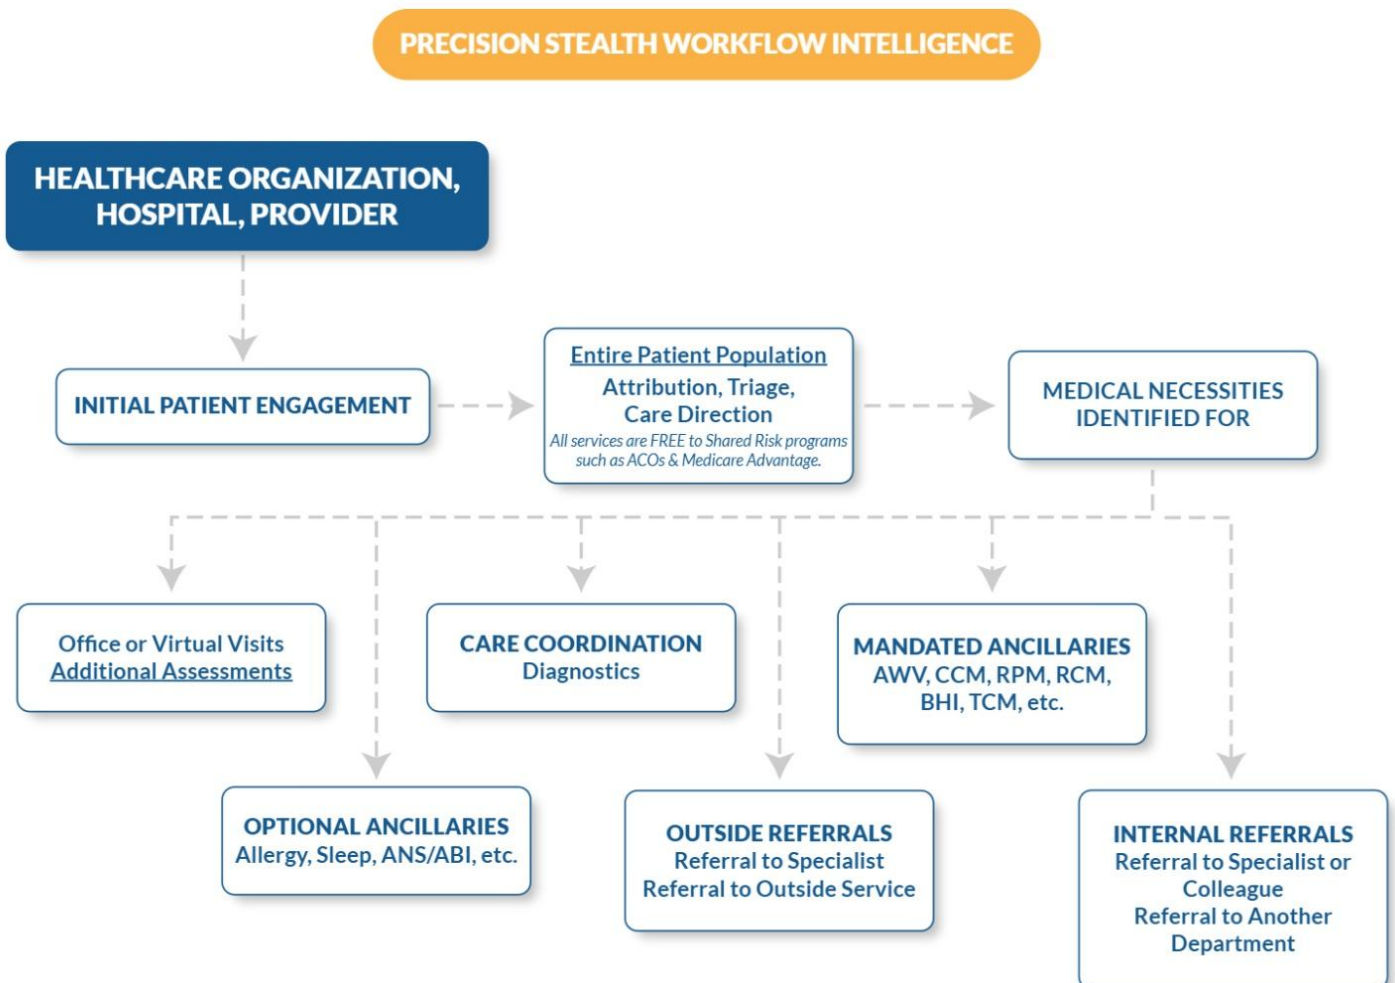 PRECISION STEALTH WORKFLOW INTELLIGENCE
HEALTHCARE ORGANIZATION,
HOSPITAL, PROVIDER
INITIAL PATIENT ENGAGEMENT
Entire Patient Population
Attribution, Triage,
Care Direction
All services are FREE to Shared Risk programs
such as ACOs & Medicare Advantage.
MEDICAL NECESSITIES
IDENTIFIED FOR
Office or Virtual Visits
Additional Assessments
CARE COORDINATION
Diagnostics
MANDATED ANCILLARIES
AWV, CCM, RPM, RCM,
BHI, TCM, etc.
OPTIONAL ANCILLARIES
Allergy, Sleep, ANS/ABI, etc.
OUTSIDE REFERRALS
Referral to Specialist
Referral to Outside Service
INTERNAL REFERRALS
Referral to Specialist or
Colleague
Referral to Another
Department